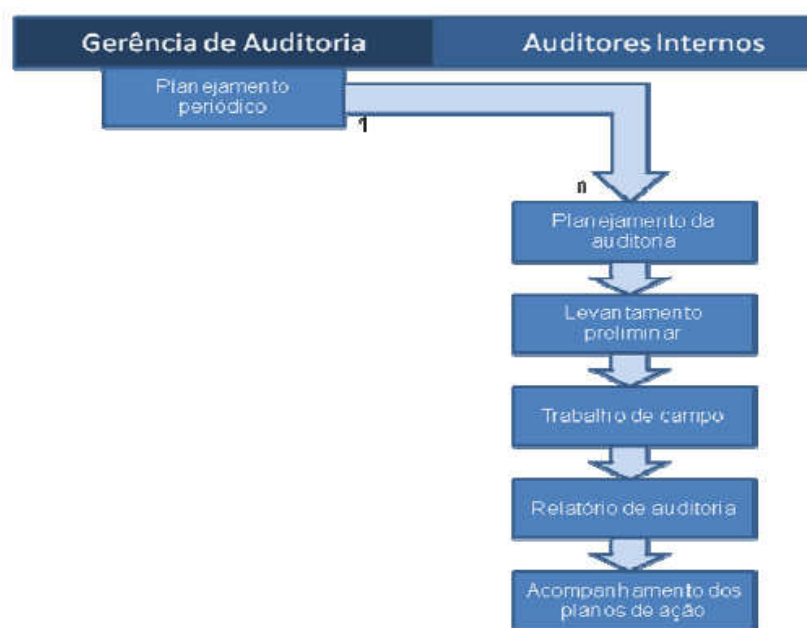 Gerência de Auditoria
Auditores Internos
Planejamento
periódico
1
n
Planejamento da
auditoria
Levantamento
preliminar
Trabalho de campo
Relatório de auditoria
Acompanhamento dos
planos de ação